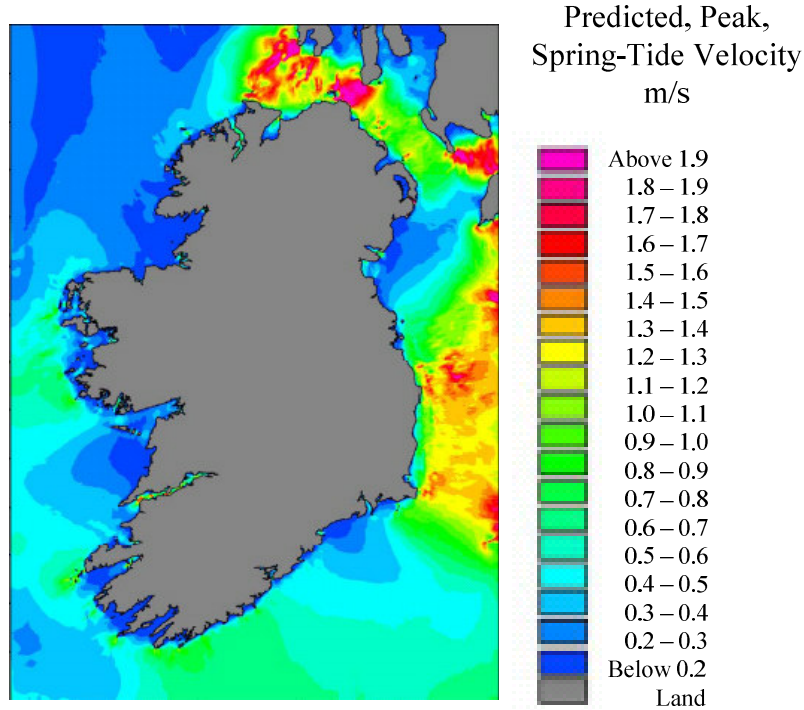 Predicted, Peak,
Spring-Tide Velocity
m/s
Above 1.9
1.8 – 1.9
1.7 – 1.8
1.6 – 1.7
1.5 – 1.6
1.4 – 1.5
1.3 – 1.4
1.2 – 1.3
1.1 – 1.2
1.0 – 1.1
0.9 – 1.0
0.8 – 0.9
0.7 – 0.8
0.6 – 0.7
0.5 – 0.6
0.4 – 0.5
0.3 – 0.4
0.2 – 0.3
Below 0.2
Land